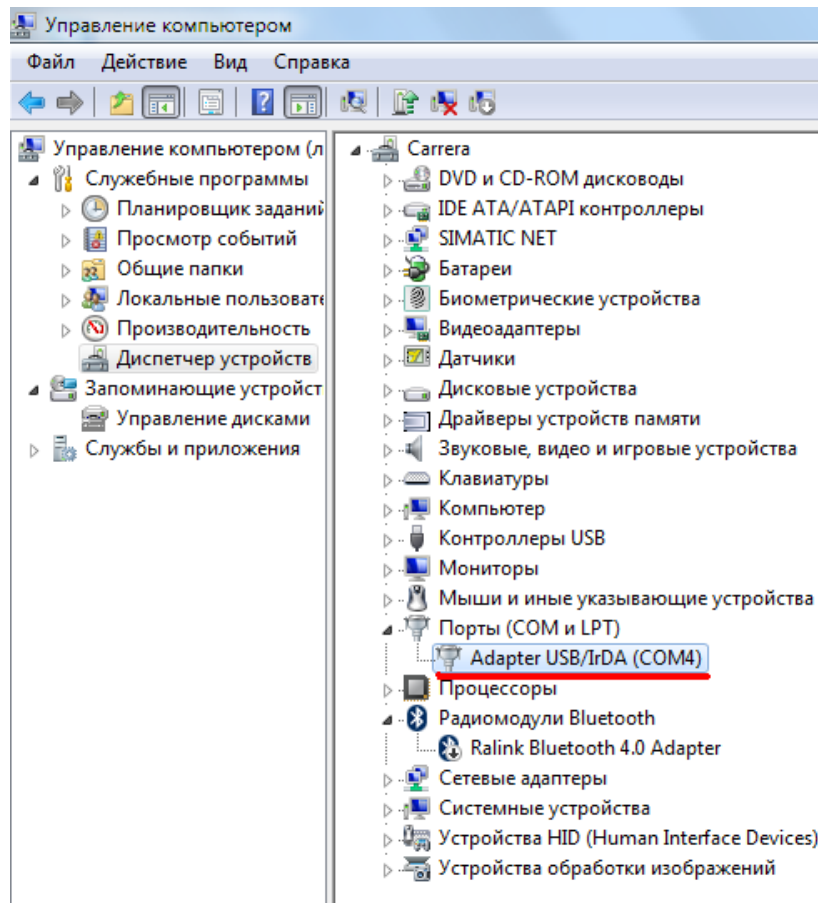 Управление компьютером
Файл Действие Вид Справка
Управление компьютером (л
Служебные программы
Планировщик заданий
Просмотр событий
Общие папки
Локальные пользовате
Производительность
Диспетчер устройств
Запоминающие устройст
Управление дисками
Службы и приложения
Carrera
DVD и CD-ROM дисководы
IDE ATA/ATAPI контроллеры
SIMATIC NET
Батареи
Биометрические устройства
Видеоадаптеры
Датчики
Дисковые устройства
Драйверы устройств памяти
Звуковые, видео и игровые устройства
Клавиатуры
Компьютер
Контроллеры USB
Мониторы
Мыши и иные указывающие устройства
Порты (COM и LPT)
Adapter USB/IrDA (COM4)
Процессоры
Радиомодули Bluetooth
Ralink Bluetooth 4.0 Adapter
Сетевые адаптеры
Системные устройства
Устройства HID (Human Interface Devices)
Устройства обработки изображений